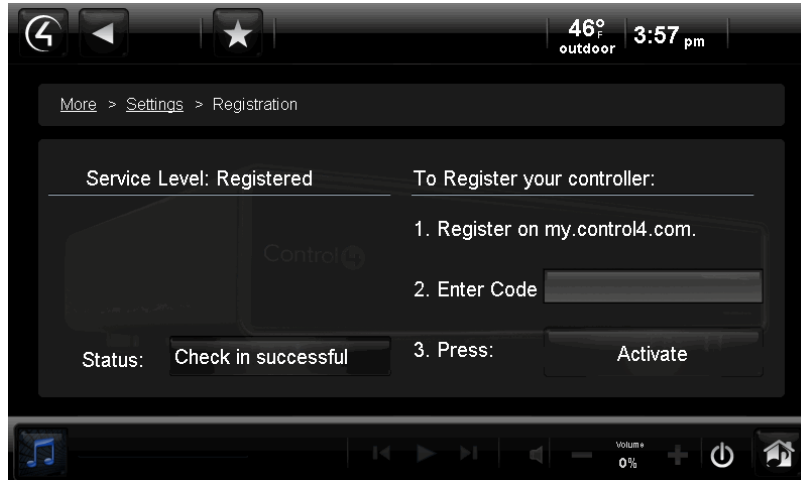 46°F
outdoor
3:57 pm
More > Settings > Registration
Service Level: Registered
To Register your controller:
1. Register on my.control4.com.
Control4
2. Enter Code
Status: Check in successful
3. Press: Activate
Volume
0%